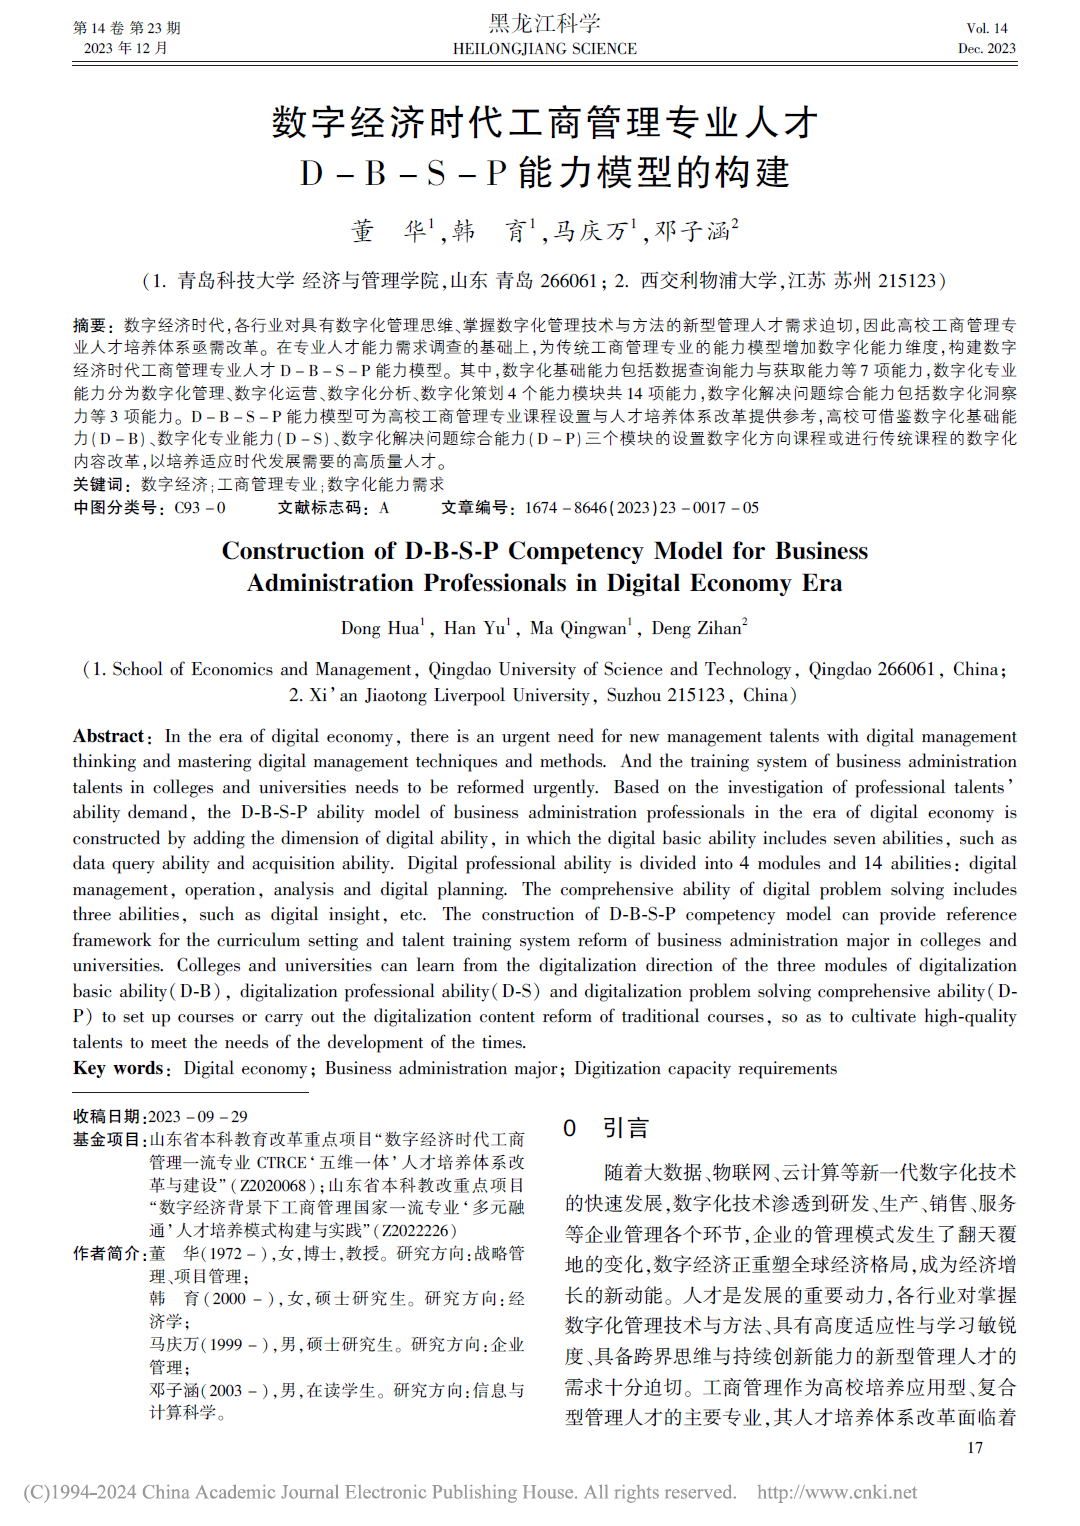 第 14 卷 第 23 期
2023 年 12 月
黑龙江科学
HEILONGJIANG SCIENCE
Vol. 14
Dec. 2023
数字经济时代工商管理专业人才
D－B－S－P 能力模型的构建
董　华1,韩　育1,马庆万1,邓子涵2
(1. 青岛科技大学 经济与管理学院,山东 青岛 266061; 2. 西交利物浦大学,江苏 苏州 215123)
摘要: 数字经济时代,各行业对具有数字化管理思维、掌握数字化管理技术与方法的新型管理人才需求迫切,因此高校工商管理专
业人才培养体系亟需改革。在专业人才能力需求调查的基础上,为传统工商管理专业的能力模型增加数字化能力维度,构建数字
经济时代工商管理专业人才 D－B－S－P 能力模型。其中,数字化基础能力包括数据查询能力与获取能力等 7 项能力,数字化专业
能力分为数字化管理、数字化运营、数字化分析、数字化策划 4 个能力模块共 14 项能力,数字化解决问题综合能力包括数字化洞察
力等 3 项能力。D－B－S－P 能力模型可为高校工商管理专业课程设置与人才培养体系改革提供参考,高校可借鉴数字化基础能
力(D－B)、数字化专业能力(D－S)、数字化解决问题综合能力(D－P)三个模块的设置数字化方向课程或进行传统课程的数字化
内容改革,以培养适应时代发展需要的高质量人才。
关键词: 数字经济;工商管理专业;数字化能力需求
中图分类号: C93－0　　文献标志码: A　　文章编号: 1674－8646(2023)23－0017－05
Construction of D-B-S-P Competency Model for Business
Administration Professionals in Digital Economy Era
Dong Hua1, Han Yu1, Ma Qingwan1, Deng Zihan2
(1. School of Economics and Management, Qingdao University of Science and Technology, Qingdao 266061, China;
2. Xi'an Jiaotong Liverpool University, Suzhou 215123, China)
Abstract: In the era of digital economy, there is an urgent need for new management talents with digital management
thinking and mastering digital management techniques and methods. And the training system of business administration
talents in colleges and universities needs to be reformed urgently. Based on the investigation of professional talents'
ability demand, the D-B-S-P ability model of business administration professionals in the era of digital economy is
constructed by adding the dimension of digital ability, in which the digital basic ability includes seven abilities, such as
data query ability and acquisition ability. Digital professional ability is divided into 4 modules and 14 abilities: digital
management, operation, analysis and digital planning. The comprehensive ability of digital problem solving includes
three abilities, such as digital insight, etc. The construction of D-B-S-P competency model can provide reference
framework for the curriculum setting and talent training system reform of business administration major in colleges and
universities. Colleges and universities can learn from the digitalization direction of the three modules of digitalization
basic ability(D-B), digitalization professional ability(D-S) and digitalization problem solving comprehensive ability(D-
P) to set up courses or carry out the digitalization content reform of traditional courses, so as to cultivate high-quality
talents to meet the needs of the development of the times.
Key words: Digital economy; Business administration major; Digitization capacity requirements
收稿日期:2023－09－29
基金项目:山东省本科教育改革重点项目“数字经济时代工商
管理一流专业 CTRCE‘五维一体’人才培养体系改
革与建设”(Z2020068);山东省本科教改重点项目
“数字经济背景下工商管理国家一流专业‘多元融
通’人才培养模式构建与实践”(Z2022226)
作者简介:董　华(1972－),女,博士,教授。研究方向:战略管
理、项目管理;
韩　育(2000－),女,硕士研究生。研究方向:经
济学;
马庆万(1999－),男,硕士研究生。研究方向:企业
管理;
邓子涵(2003－),男,在读学生。研究方向:信息与
计算科学。
0　引言
随着大数据、物联网、云计算等新一代数字化技术
的快速发展,数字化技术渗透到研发、生产、销售、服务
等企业管理各个环节,企业的管理模式发生了翻天覆
地的变化,数字经济正重塑全球经济格局,成为经济增
长的新动能。人才是发展的重要动力,各行业对掌握
数字化管理技术与方法、具有高度适应性与学习敏锐
度、具备跨界思维与持续创新能力的新型管理人才的
需求十分迫切。工商管理作为高校培养应用型、复合
型管理人才的主要专业,其人才培养体系改革面临着
17
(C)1994-2024 China Academic Journal Electronic Publishing House. All rights reserved. http://www.cnki.net